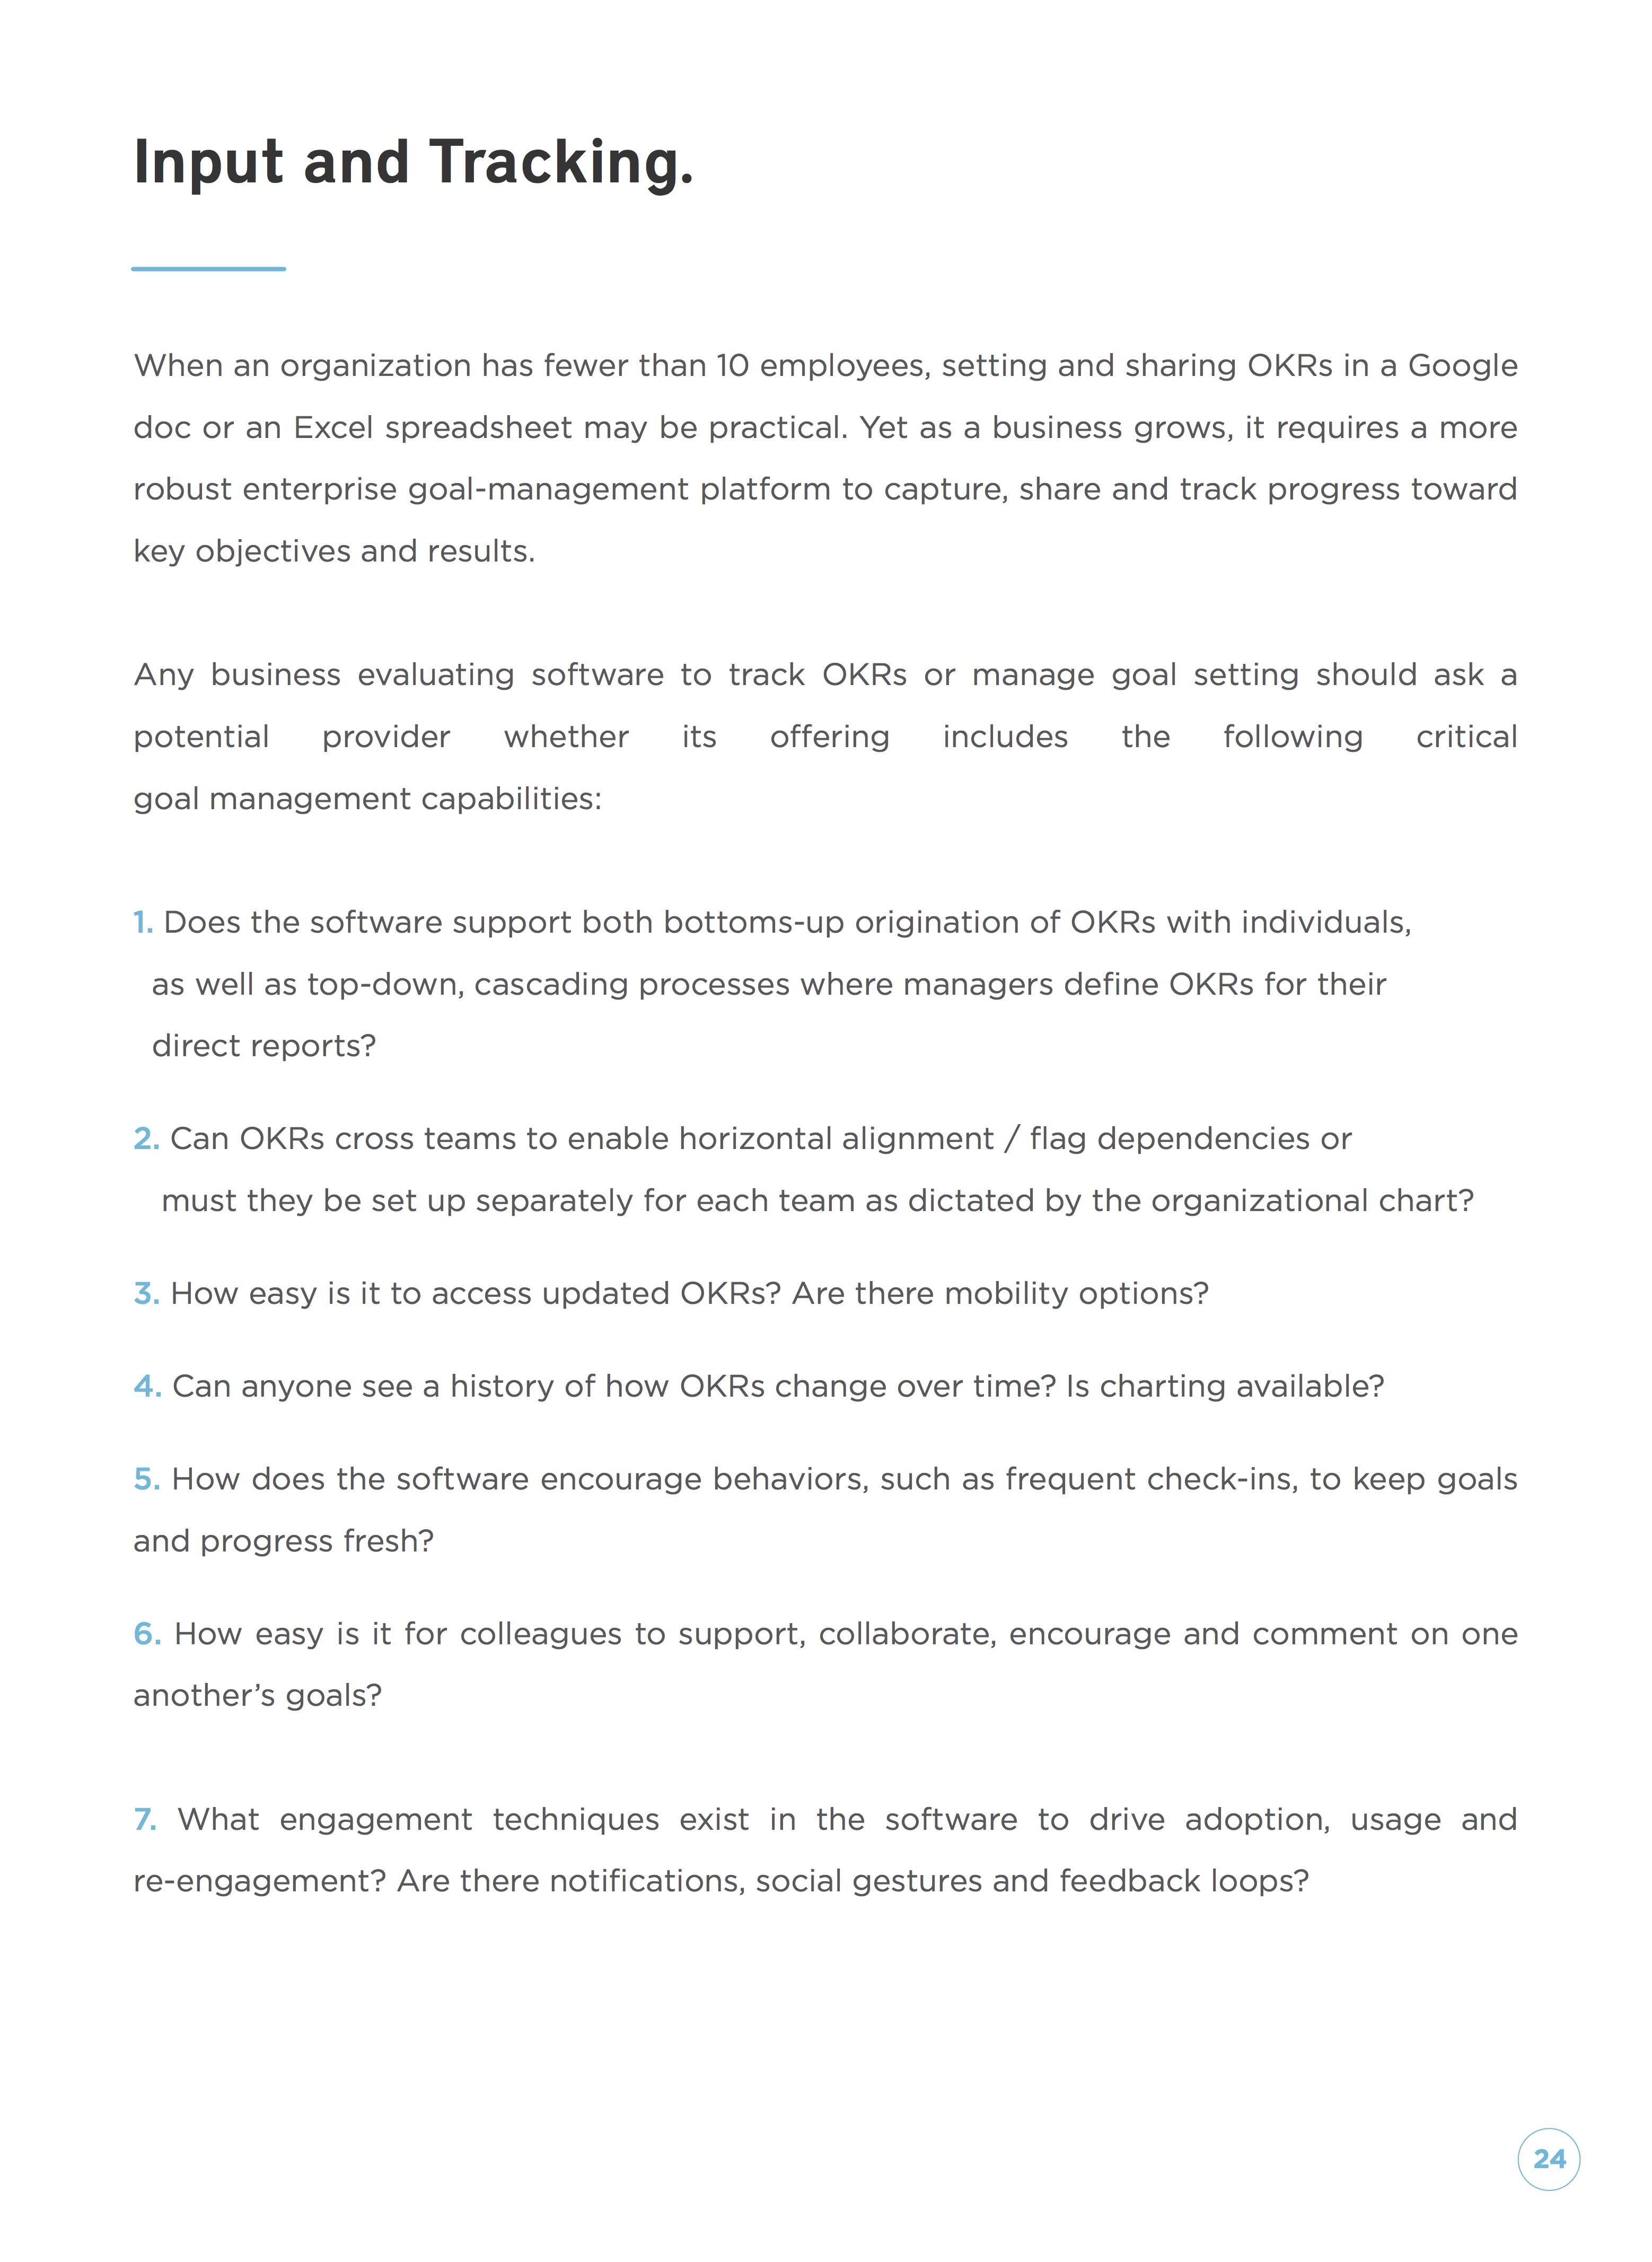 Input and Tracking.
When an organization has fewer than 10 employees, setting and sharing OKRs in a Google
doc or an Excel spreadsheet may be practical. Yet as a business grows, it requires a more
robust enterprise goal-management platform to capture, share and track progress toward
key objectives and results.
Any business evaluating software to track OKRs or manage goal setting should ask a
potential provider whether its offering includes the following critical
goal management capabilities:
1. Does the software support both bottoms-up origination of OKRs with individuals,
as well as top-down, cascading processes where managers define OKRs for their
direct reports?
2. Can OKRs cross teams to enable horizontal alignment / flag dependencies or
must they be set up separately for each team as dictated by the organizational chart?
3. How easy is it to access updated OKRs? Are there mobility options?
4. Can anyone see a history of how OKRs change over time? Is charting available?
5. How does the software encourage behaviors, such as frequent check-ins, to keep goals
and progress fresh?
6. How easy is it for colleagues to support, collaborate, encourage and comment on one
another’s goals?
7. What engagement techniques exist in the software to drive adoption, usage and
re-engagement? Are there notifications, social gestures and feedback loops?
24